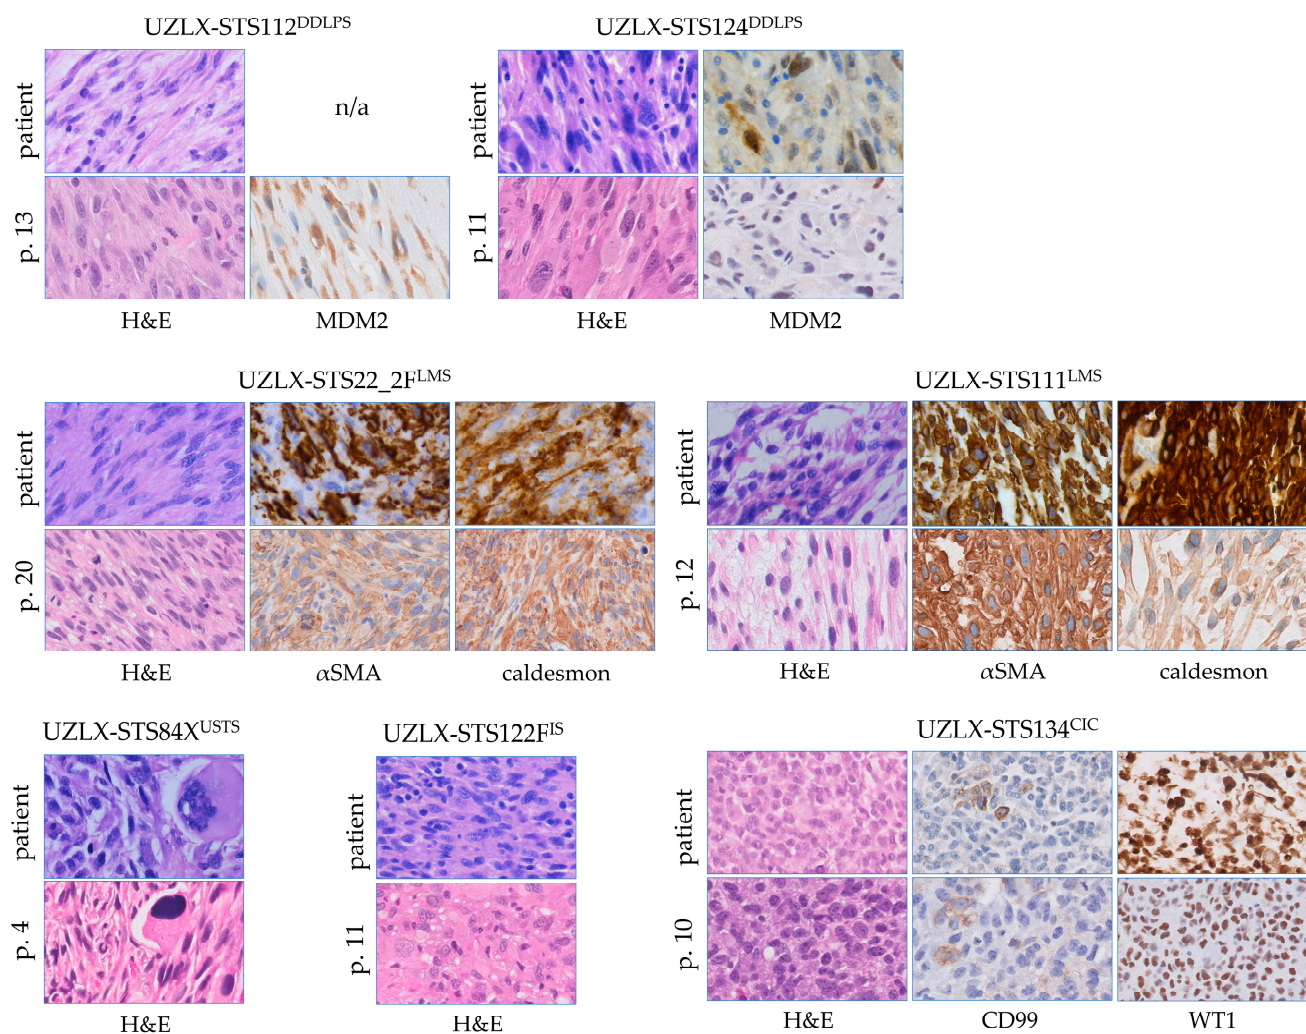 UZLX-STS112DDLPS
UZLX-STS124DDLPS
patient
n/a
patient
p. 13
p. 11
H&E
MDM2
H&E
MDM2
UZLX-STS22_2FLMS
UZLX-STS111LMS
patient
patient
p. 20
p. 12
H&E
αSMA
caldesmon
H&E
αSMA
caldesmon
UZLX-STS84XUSTS
UZLX-STS122FIS
UZLX-STS134CIC
patient
patient
patient
p. 4
p. 11
p. 10
H&E
H&E
H&E
CD99
WT1